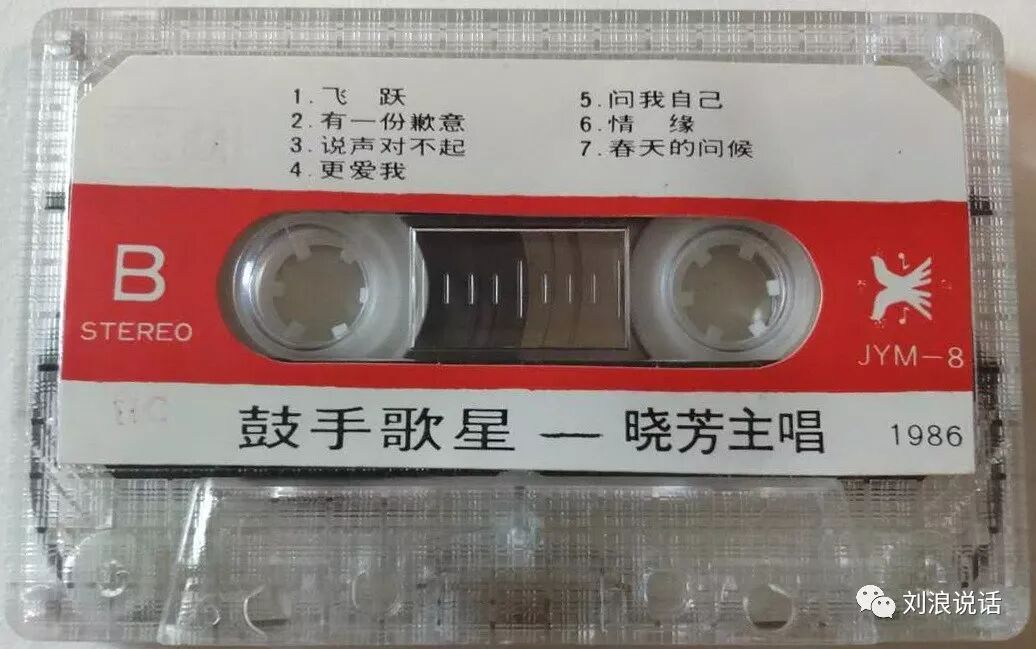 1.飞 跃
2.有一份歉意
3.说声对不起
4.更爱我
5.问我自己
6.情 缘
7.春天的问候
B
STEREO
JYM-8
鼓手歌星 — 晓芳主唱
1986
刘浪说话